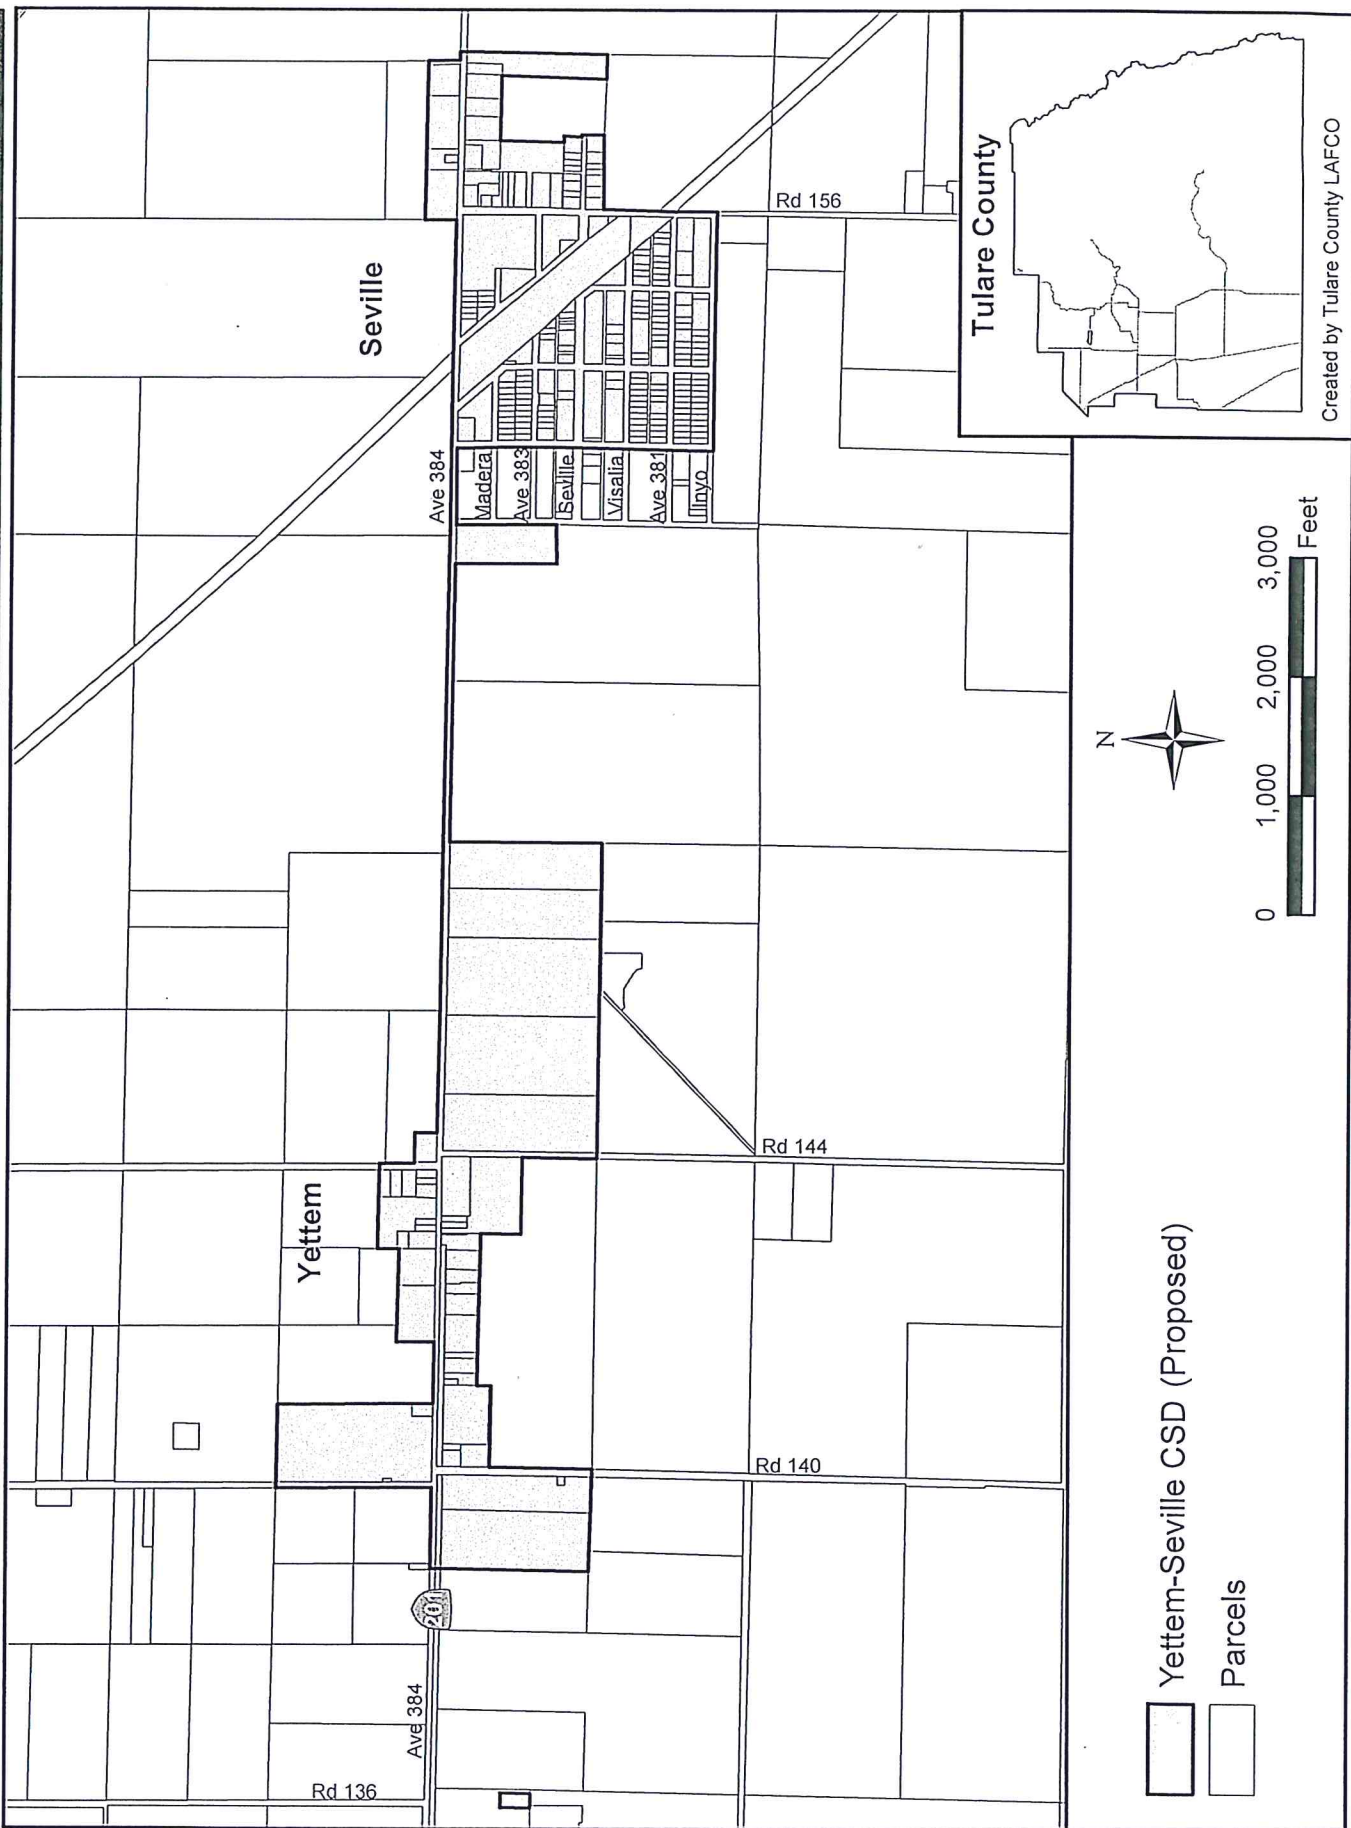 Seville
Yettem
Ave 384
Madera
Ave 383
Seville
Visalia
Ave 381
Inyo
Rd 156
Rd 144
Rd 140
201
Ave 384
Rd 136
Yettem-Seville CSD (Proposed)
Parcels
N
0 1,000 2,000 3,000
Feet
Tulare County
Created by Tulare County LAFCO